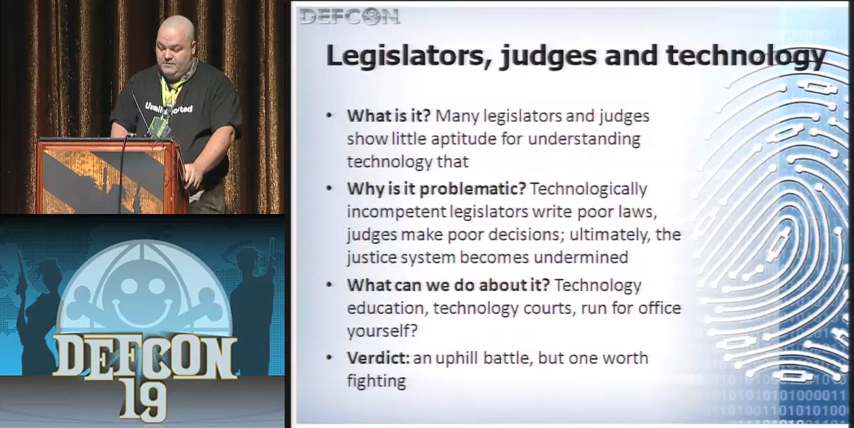 DEFCON
Legislators, judges and technology
• What is it? Many legislators and judges
show little aptitude for understanding
technology that
• Why is it problematic? Technologically
incompetent legislators write poor laws,
judges make poor decisions; ultimately, the
justice system becomes undermined
• What can we do about it? Technology
education, technology courts, run for office
yourself?
• Verdict: an uphill battle, but one worth
fighting
DEFCON
19